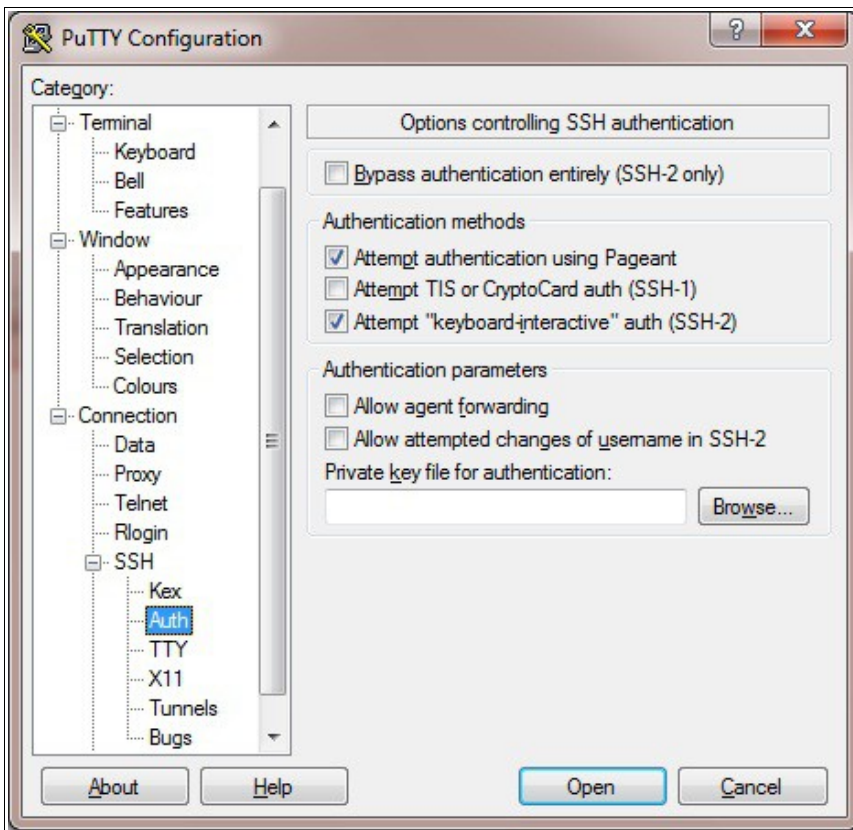 PuTTY Configuration
?
X
Category:
Terminal
Keyboard
Bell
Features
Window
Appearance
Behaviour
Translation
Selection
Colours
Connection
Data
Proxy
Telnet
Rlogin
SSH
Kex
Auth
TTY
X11
Tunnels
Bugs
Options controlling SSH authentication
Bypass authentication entirely (SSH-2 only)
Authentication methods
Attempt authentication using Pageant
Attempt TIS or CryptoCard auth (SSH-1)
Attempt "keyboard-interactive" auth (SSH-2)
Authentication parameters
Allow agent forwarding
Allow attempted changes of username in SSH-2
Private key file for authentication:
Browse...
About
Help
Open
Cancel